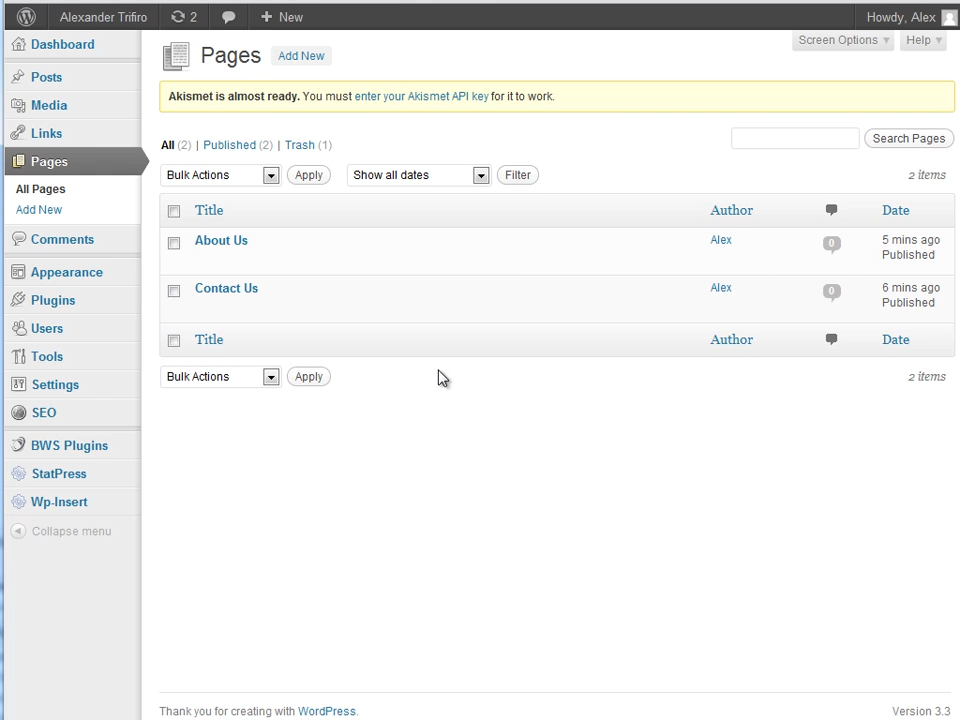 Alexander Trifiro 2 + New Howdy, Alex
Dashboard
Posts
Media
Links
Pages
All Pages
Add New
Comments
Appearance
Plugins
Users
Tools
Settings
SEO
BWS Plugins
StatPress
Wp-Insert
Collapse menu
Screen Options Help
Pages Add New
Akismet is almost ready. You must enter your Akismet API key for it to work.
All (2) | Published (2) | Trash (1)
Search Pages
Bulk Actions Apply Show all dates Filter 2 items
Title Author Date
About Us Alex 0 5 mins ago
Published
Contact Us Alex 0 6 mins ago
Published
Title Author Date
Bulk Actions Apply 2 items
Thank you for creating with WordPress. Version 3.3